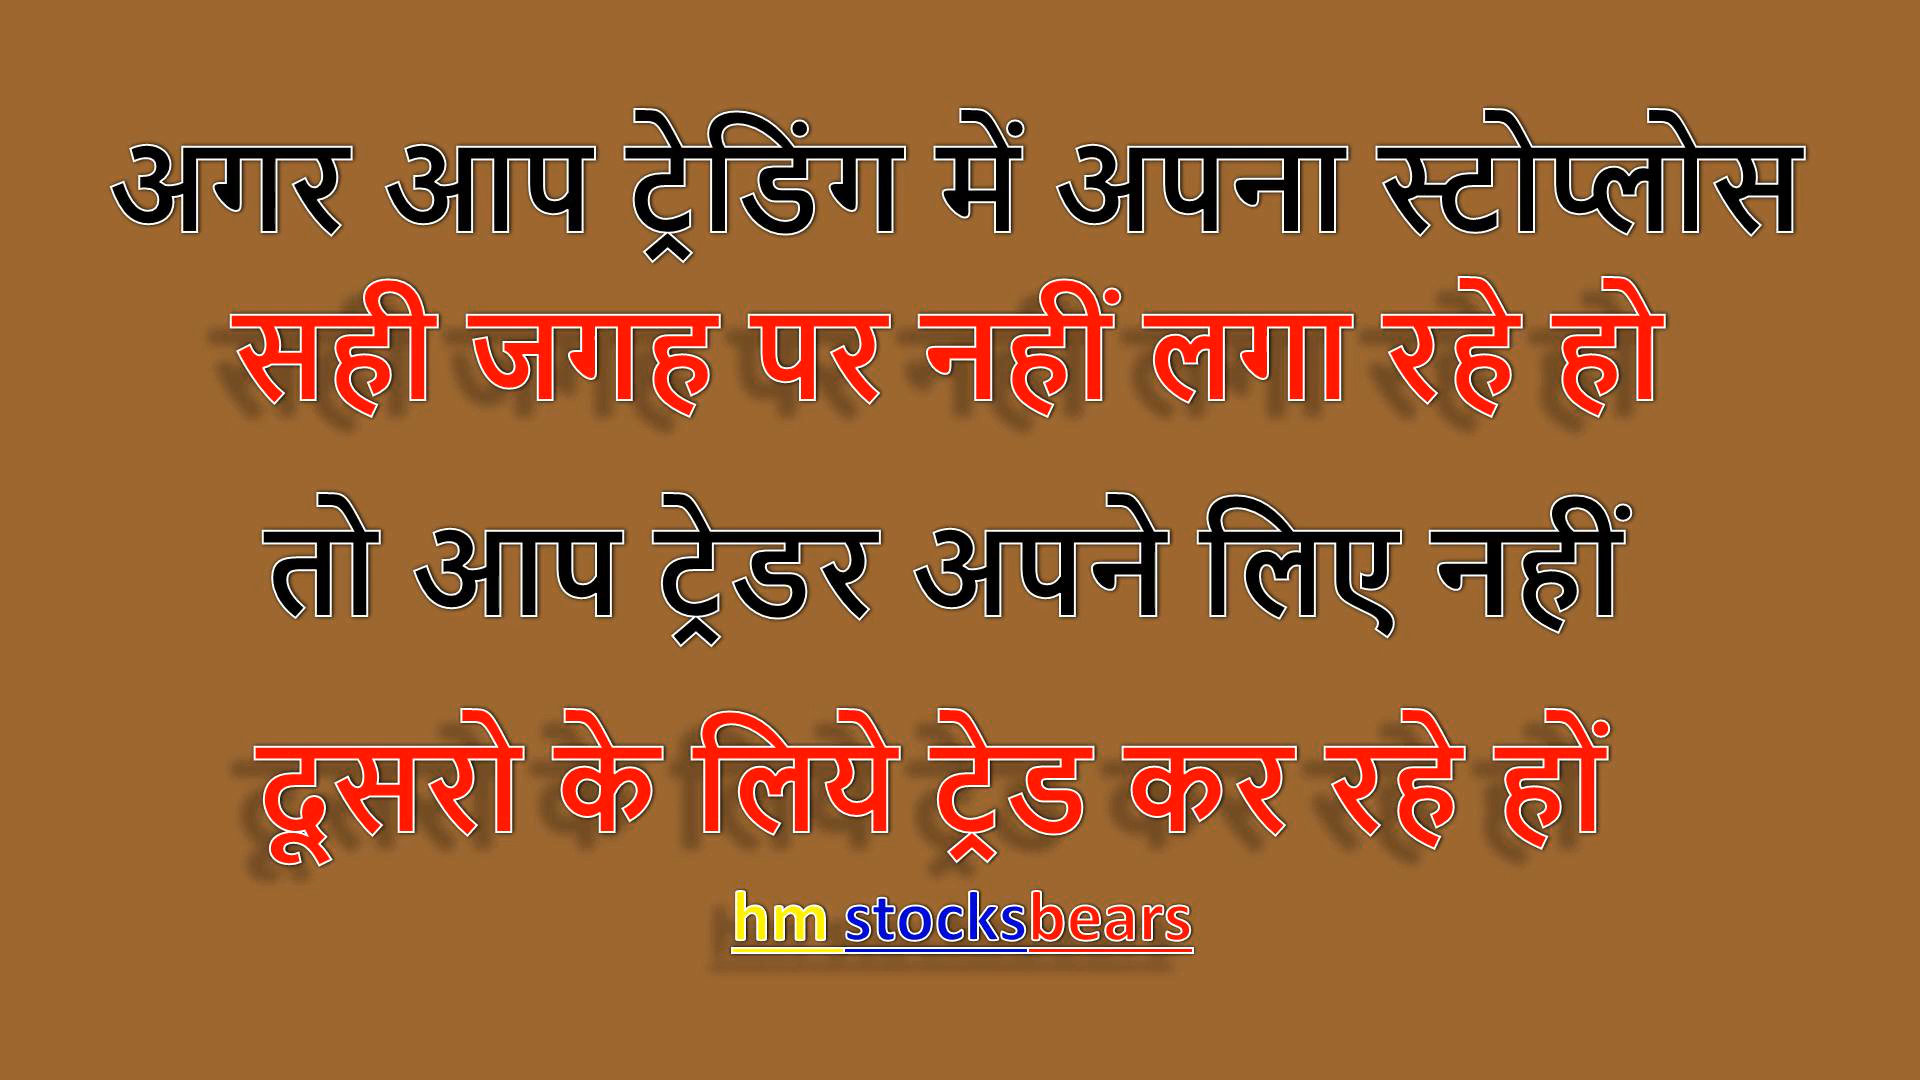 अगर आप ट्रेडिंग में अपना स्टोप्लोस
सही जगह पर नहीं लगा रहे हो
तो आप ट्रेडर अपने लिए नहीं
दूसरो के लिये ट्रेड कर रहे हों
hm stocksbears